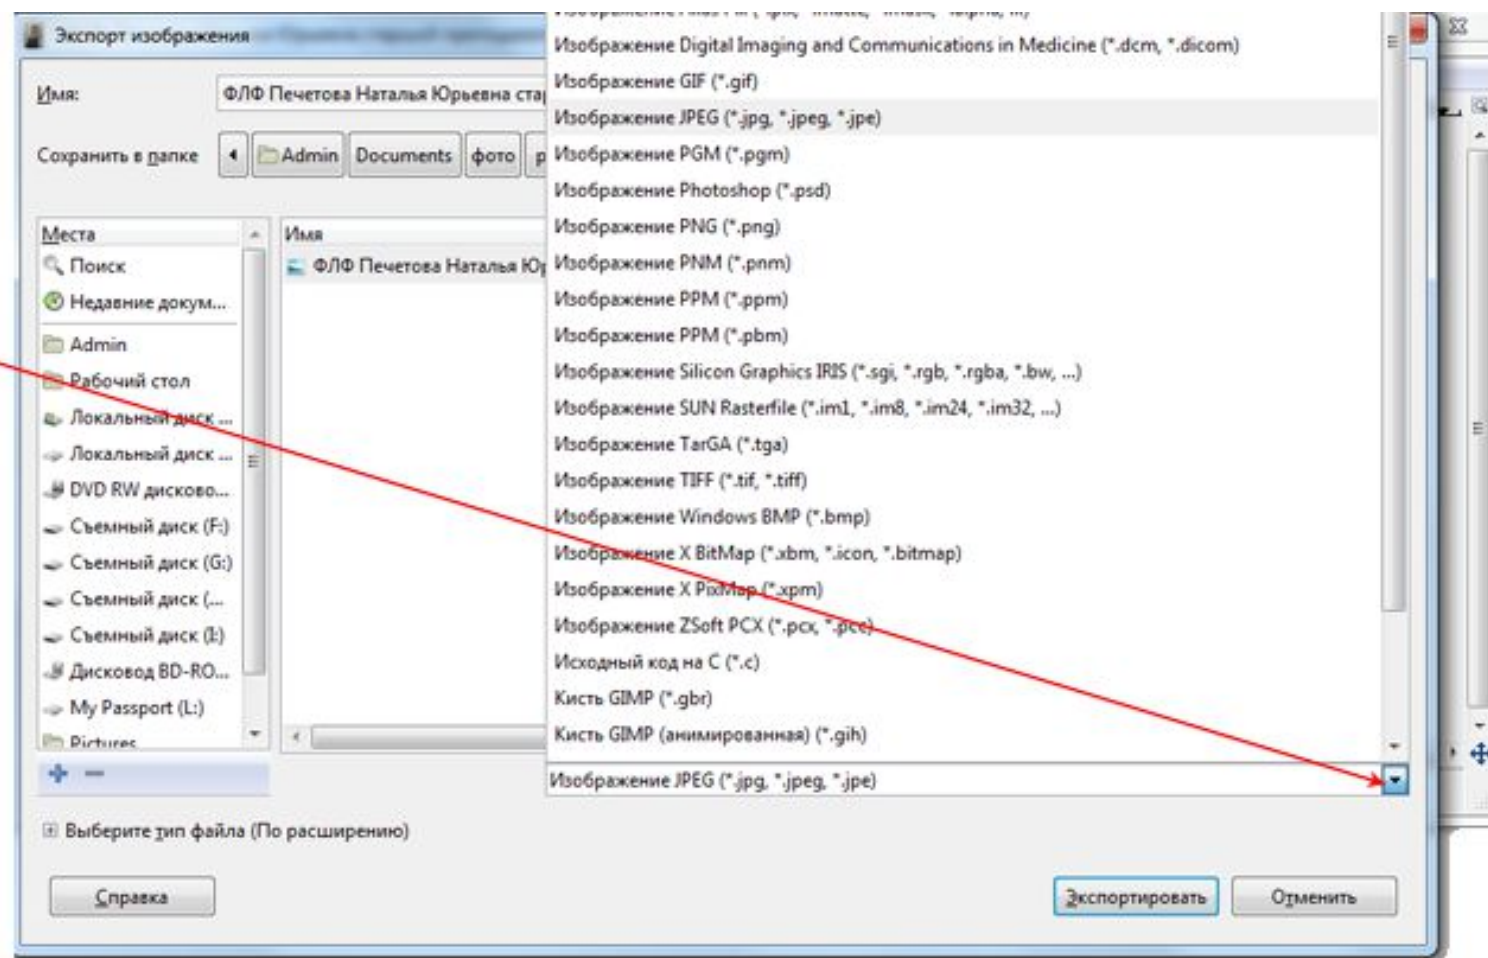 Экспорт изображения
Имя:
ФЛФ Печетова Наталья Юрьевна ста
Сохранить в папке
Admin
Documents
фото
Места
Поиск
Недавние докум...
Admin
Рабочий стол
Локальный диск ...
Локальный диск ...
DVD RW дисково...
Съемный диск (F:)
Съемный диск (G:)
Съемный диск (...
Съемный диск (I:)
Дисковод BD-RO...
My Passport (L:)
Pictures
Имя
ФЛФ Печетова Наталья Юр
Изображение Digital Imaging and Communications in Medicine (*.dcm, *.dicom)
Изображение GIF (*.gif)
Изображение JPEG (*.jpg, *.jpeg, *.jpe)
Изображение PGM (*.pgm)
Изображение Photoshop (*.psd)
Изображение PNG (*.png)
Изображение PNM (*.pnm)
Изображение PPM (*.ppm)
Изображение PPM (*.pbm)
Изображение Silicon Graphics IRIS (*.sgi, *.rgb, *.rgba, *.bw, ...)
Изображение SUN Rasterfile (*.im1, *.im8, *.im24, *.im32, ...)
Изображение TarGA (*.tga)
Изображение TIFF (*.tif, *.tiff)
Изображение Windows BMP (*.bmp)
Изображение X BitMap (*.xbm, *.icon, *.bitmap)
Изображение X PixMap (*.xpm)
Изображение ZSoft PCX (*.pcx, *.pcc)
Исходный код на C (*.c)
Кисть GIMP (*.gbr)
Кисть GIMP (анимированная) (*.gih)
Изображение JPEG (*.jpg, *.jpeg, *.jpe)
Выберите тип файла (По расширению)
Справка
Экспортировать
Отменить